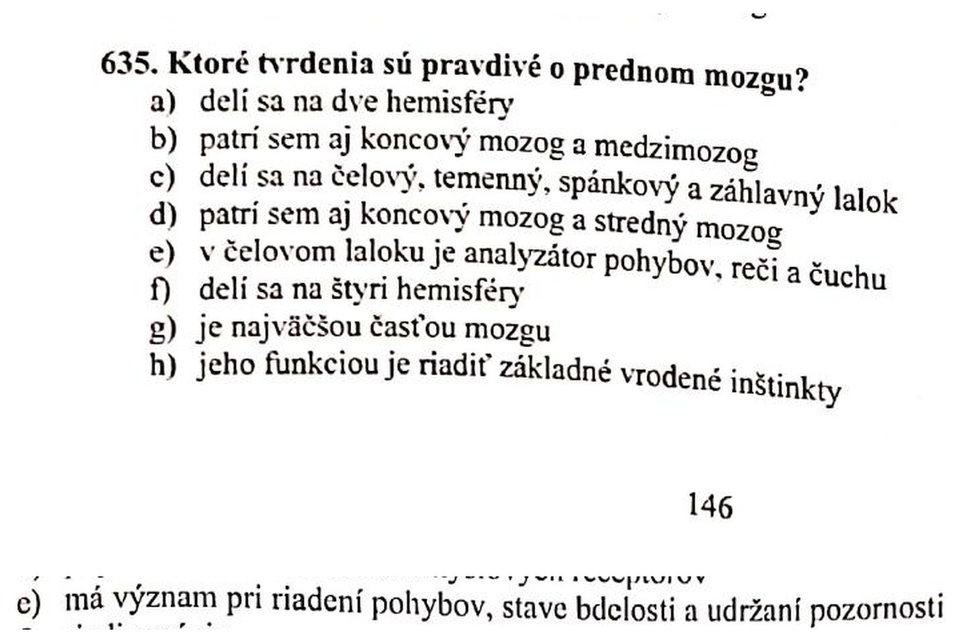 635. Ktoré tvrdenia sú pravdivé o prednom mozgu?
a) delí sa na dve hemisféry
b) patrí sem aj koncový mozog a medzimozog
c) delí sa na čelový, temenný, spánkový a záhlavný lalok
d) patrí sem aj koncový mozog a stredný mozog
e) v čelovom laloku je analyzátor pohybov, reči a čuchu
f) delí sa na štyri hemisféry
g) je najväčšou časťou mozgu
h) jeho funkciou je riadiť základné vrodené inštinkty
146
e) má význam pri riadení pohybov, stave bdelosti a udržaní pozornosti